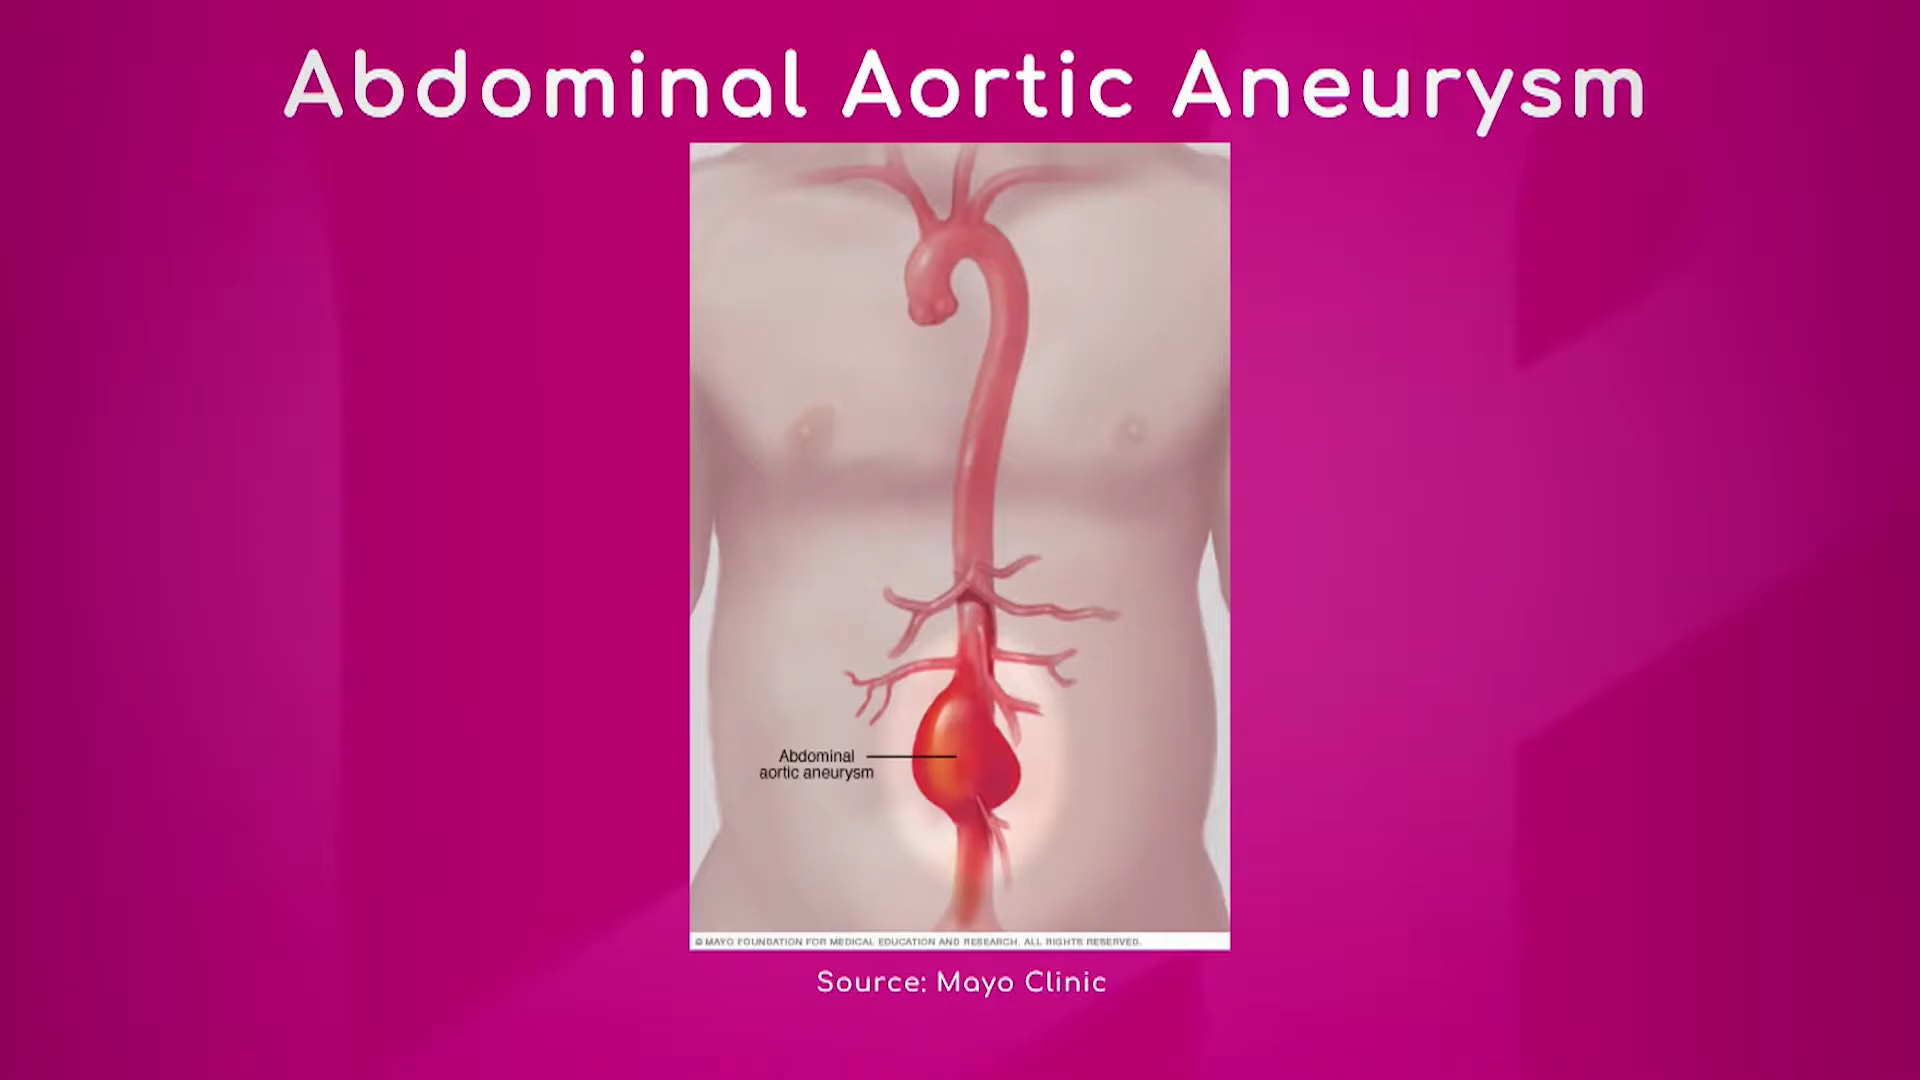 Abdominal Aortic Aneurysm
Abdominal
aortic aneurysm
© MAYO FOUNDATION FOR MEDICAL EDUCATION AND RESEARCH. ALL RIGHTS RESERVED.
Source: Mayo Clinic